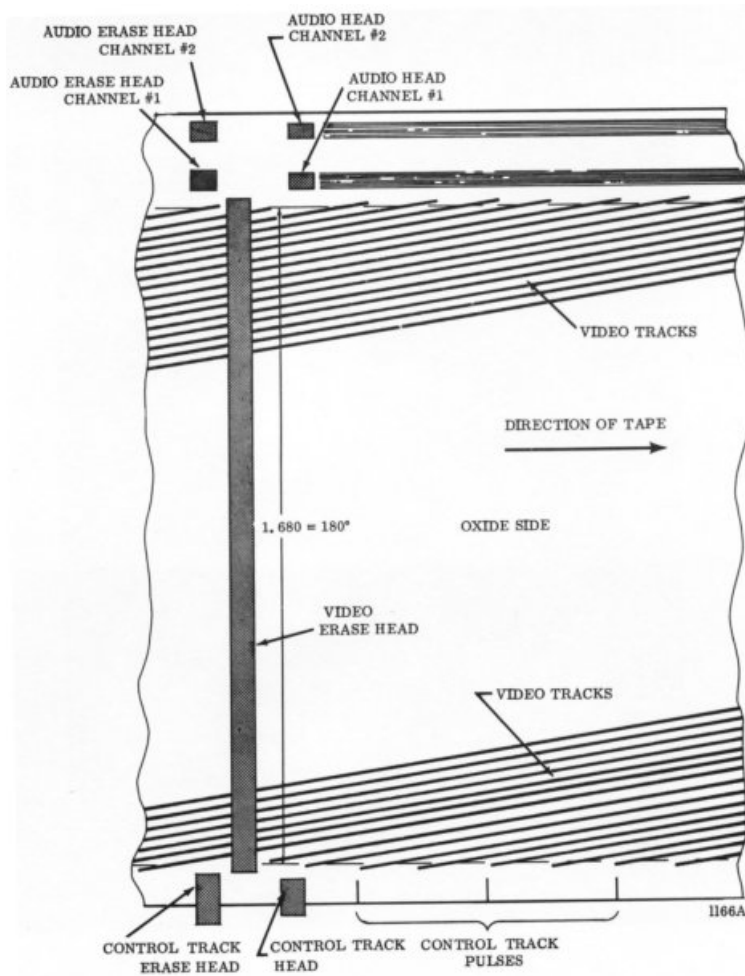 AUDIO ERASE HEAD
CHANNEL #2
AUDIO HEAD
CHANNEL #2
AUDIO ERASE HEAD
CHANNEL #1
AUDIO HEAD
CHANNEL #1
VIDEO TRACKS
DIRECTION OF TAPE
1.680 = 180°
OXIDE SIDE
VIDEO
ERASE HEAD
VIDEO TRACKS
1166A
CONTROL TRACK
ERASE HEAD
CONTROL TRACK
HEAD
CONTROL TRACK
PULSES